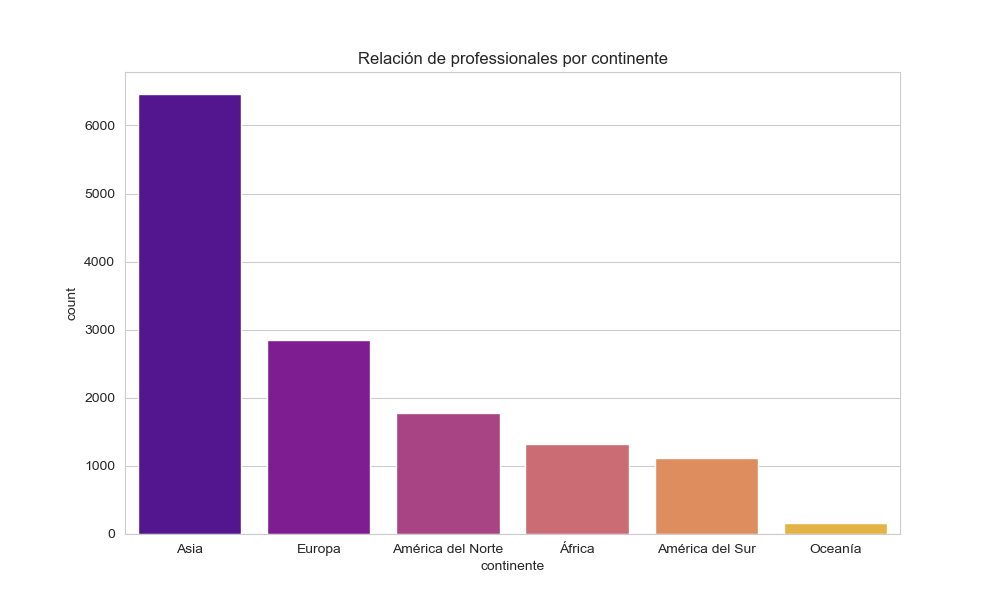 Relación de professionales por continente
6000
5000
4000
3000
2000
1000
0
count
Asia
Europa
América del Norte
África
América del Sur
Oceanía
continente